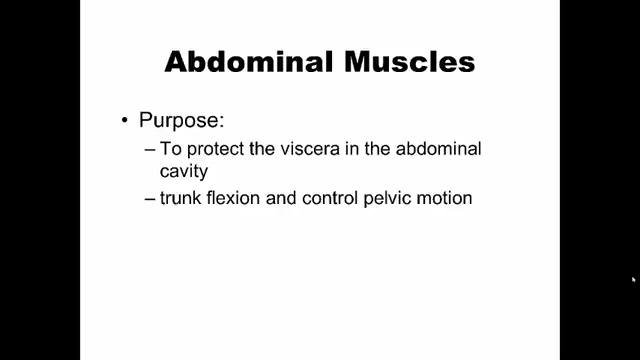 Abdominal Muscles
• Purpose:
– To protect the viscera in the abdominal
cavity
– trunk flexion and control pelvic motion